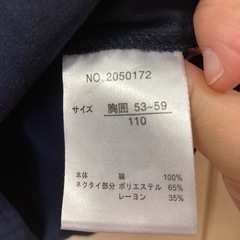 NO.2050172
サイズ 胸囲 53~59
110
本体 綿 100%
ネクタイ部分 ポリエステル 65%
レーヨン 35%